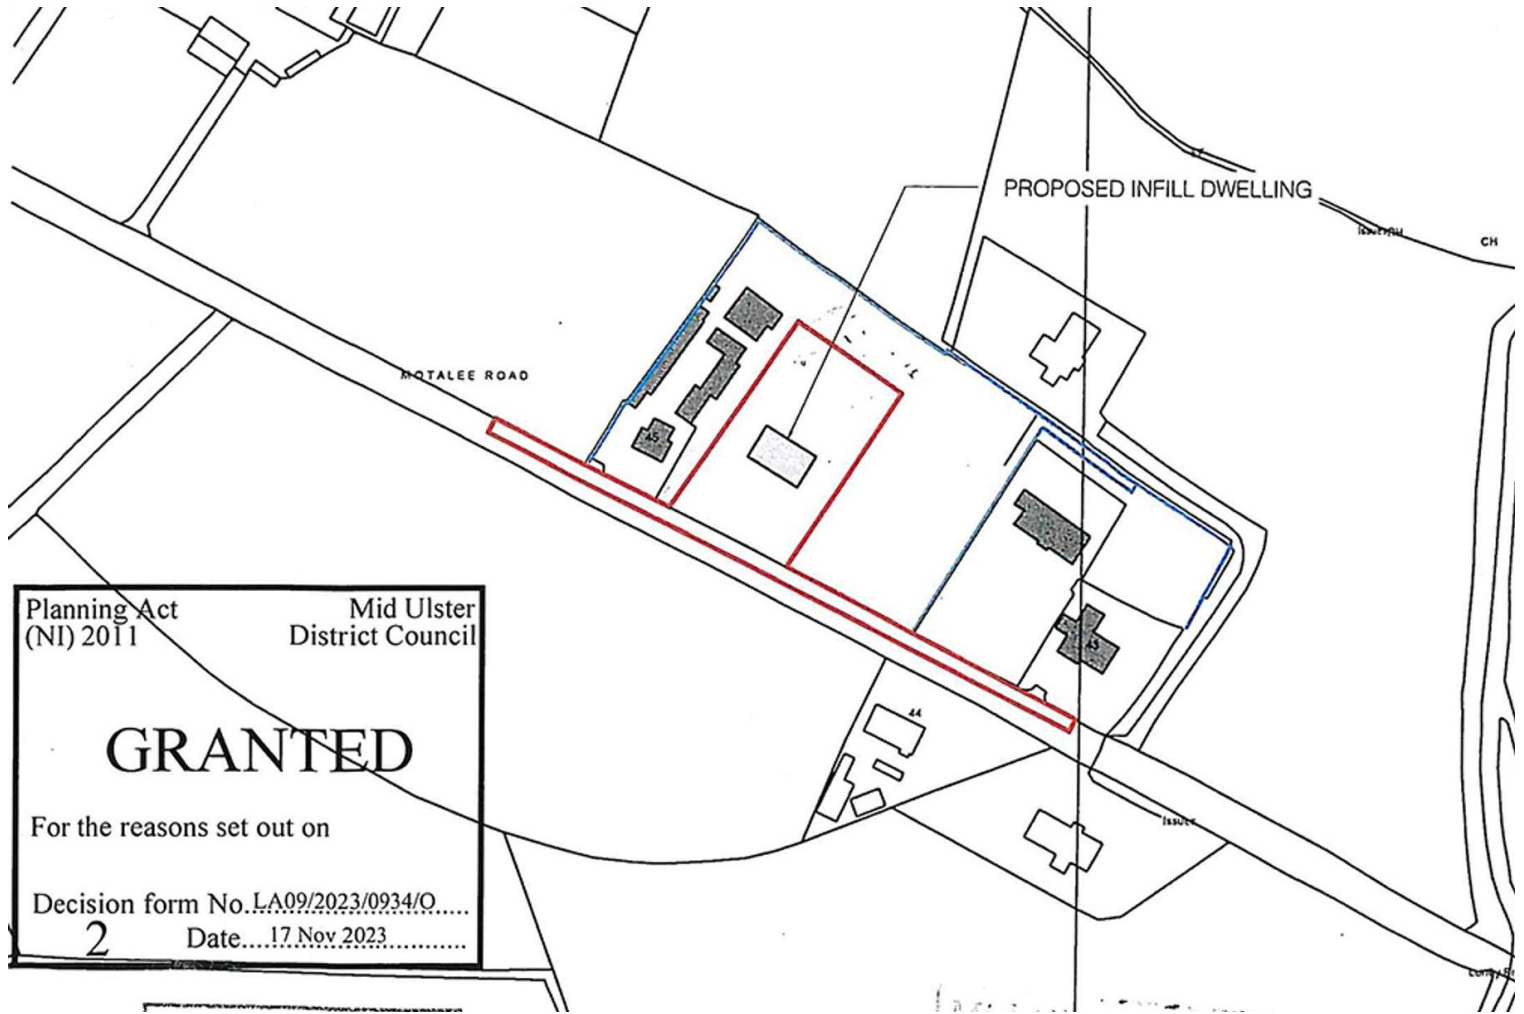 PROPOSED INFILL DWELLING
CH
MOTALEE ROAD
45
44
Planning Act
(NI) 2011
Mid Ulster
District Council
GRANTED
For the reasons set out on
Decision form No. LA09/2023/0934/O
2
Date....17 Nov 2023